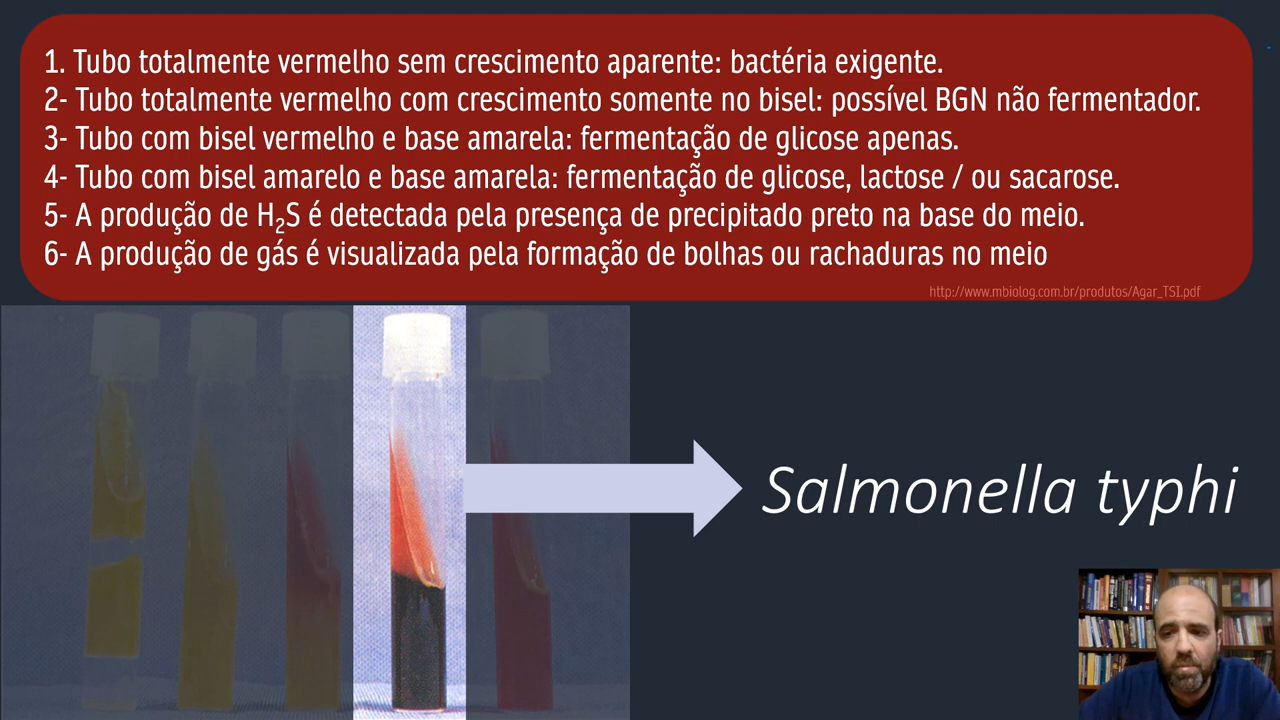 1. Tubo totalmente vermelho sem crescimento aparente: bactéria exigente.
2- Tubo totalmente vermelho com crescimento somente no bisel: possível BGN não fermentador.
3- Tubo com bisel vermelho e base amarela: fermentação de glicose apenas.
4- Tubo com bisel amarelo e base amarela: fermentação de glicose, lactose / ou sacarose.
5- A produção de H₂S é detectada pela presença de precipitado preto na base do meio.
6- A produção de gás é visualizada pela formação de bolhas ou rachaduras no meio
http://www.mbiolog.com.br/produtos/Agar_TSI.pdf
Salmonella typhi